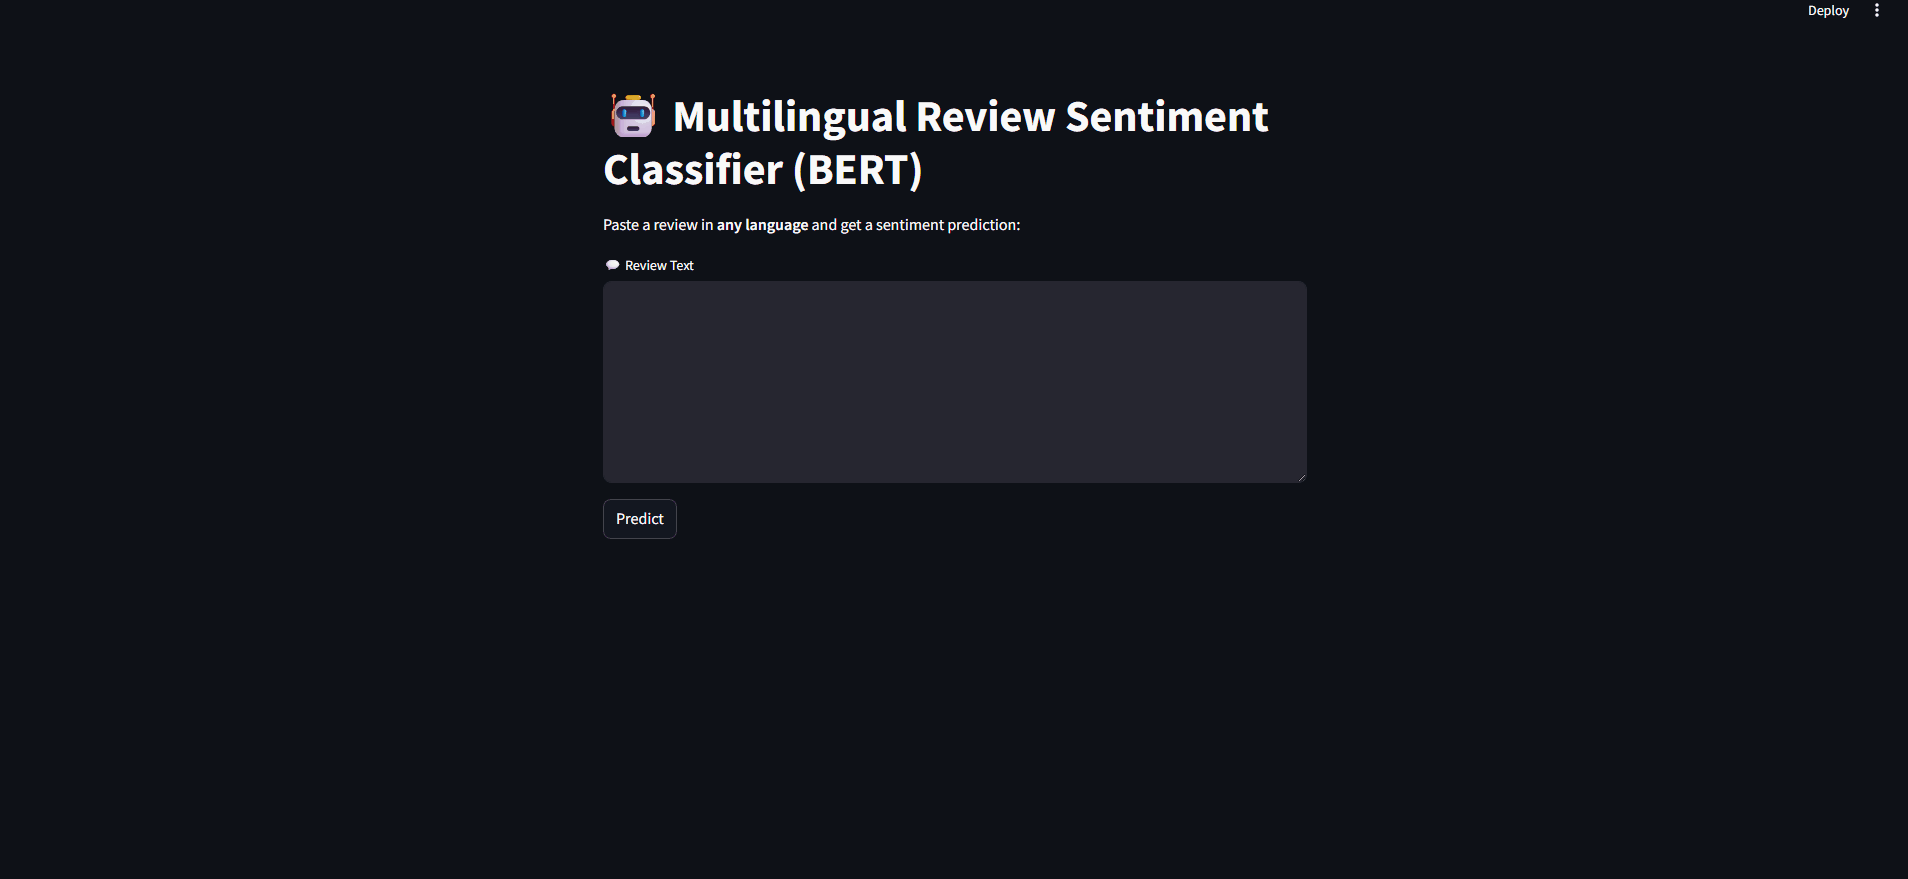 Deploy
🤖 Multilingual Review Sentiment
Classifier (BERT)
Paste a review in any language and get a sentiment prediction:
💬 Review Text
Predict